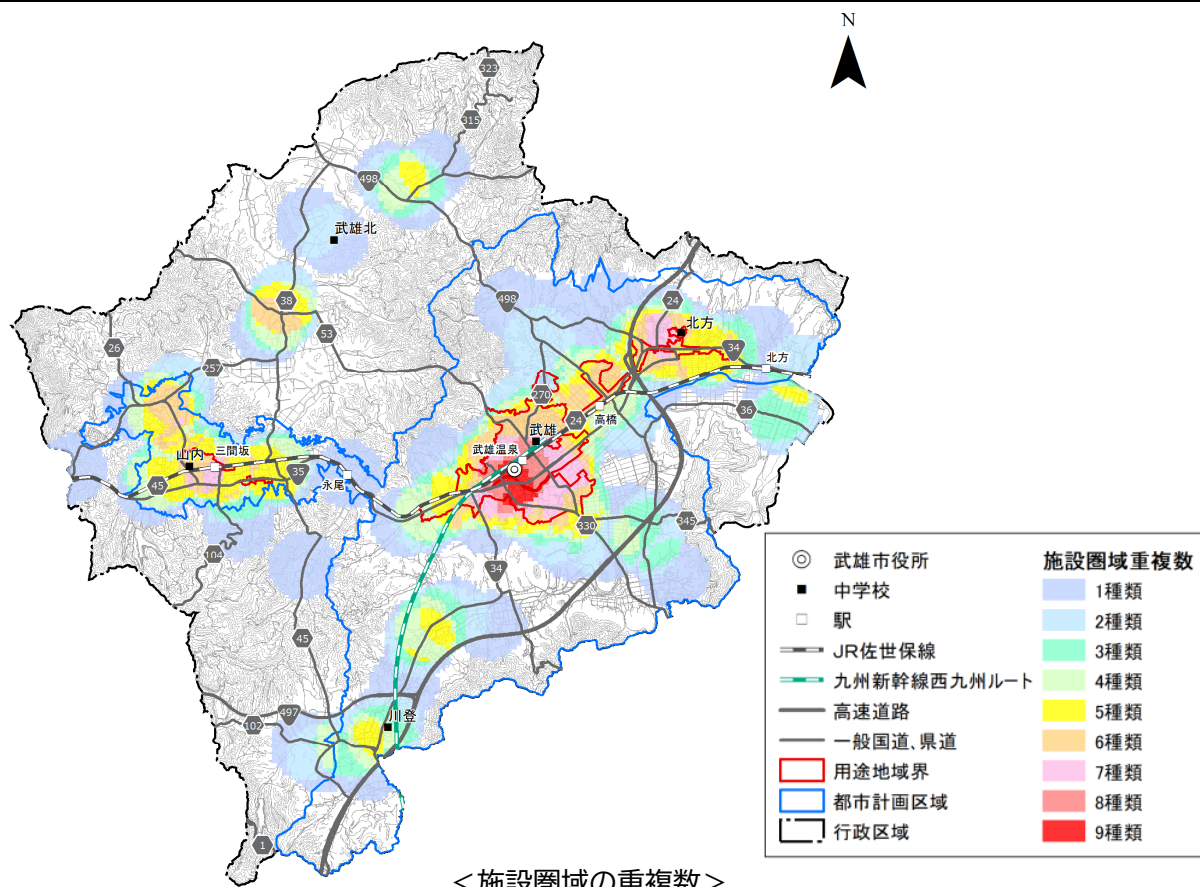 N
323
315
498
武雄北
38
53
26
257
498
24
北方
34
北方
36
270
24
高橋
武雄
武雄温泉
山内
三間坂
45
35
永尾
330
345
104
34
45
497
102
川登
1
武雄市役所
中学校
駅
JR佐世保線
九州新幹線西九州ルート
高速道路
一般国道、県道
用途地域界
都市計画区域
行政区域
施設圏域重複数
1種類
2種類
3種類
4種類
5種類
6種類
7種類
8種類
9種類
＜施設圏域の重複数＞